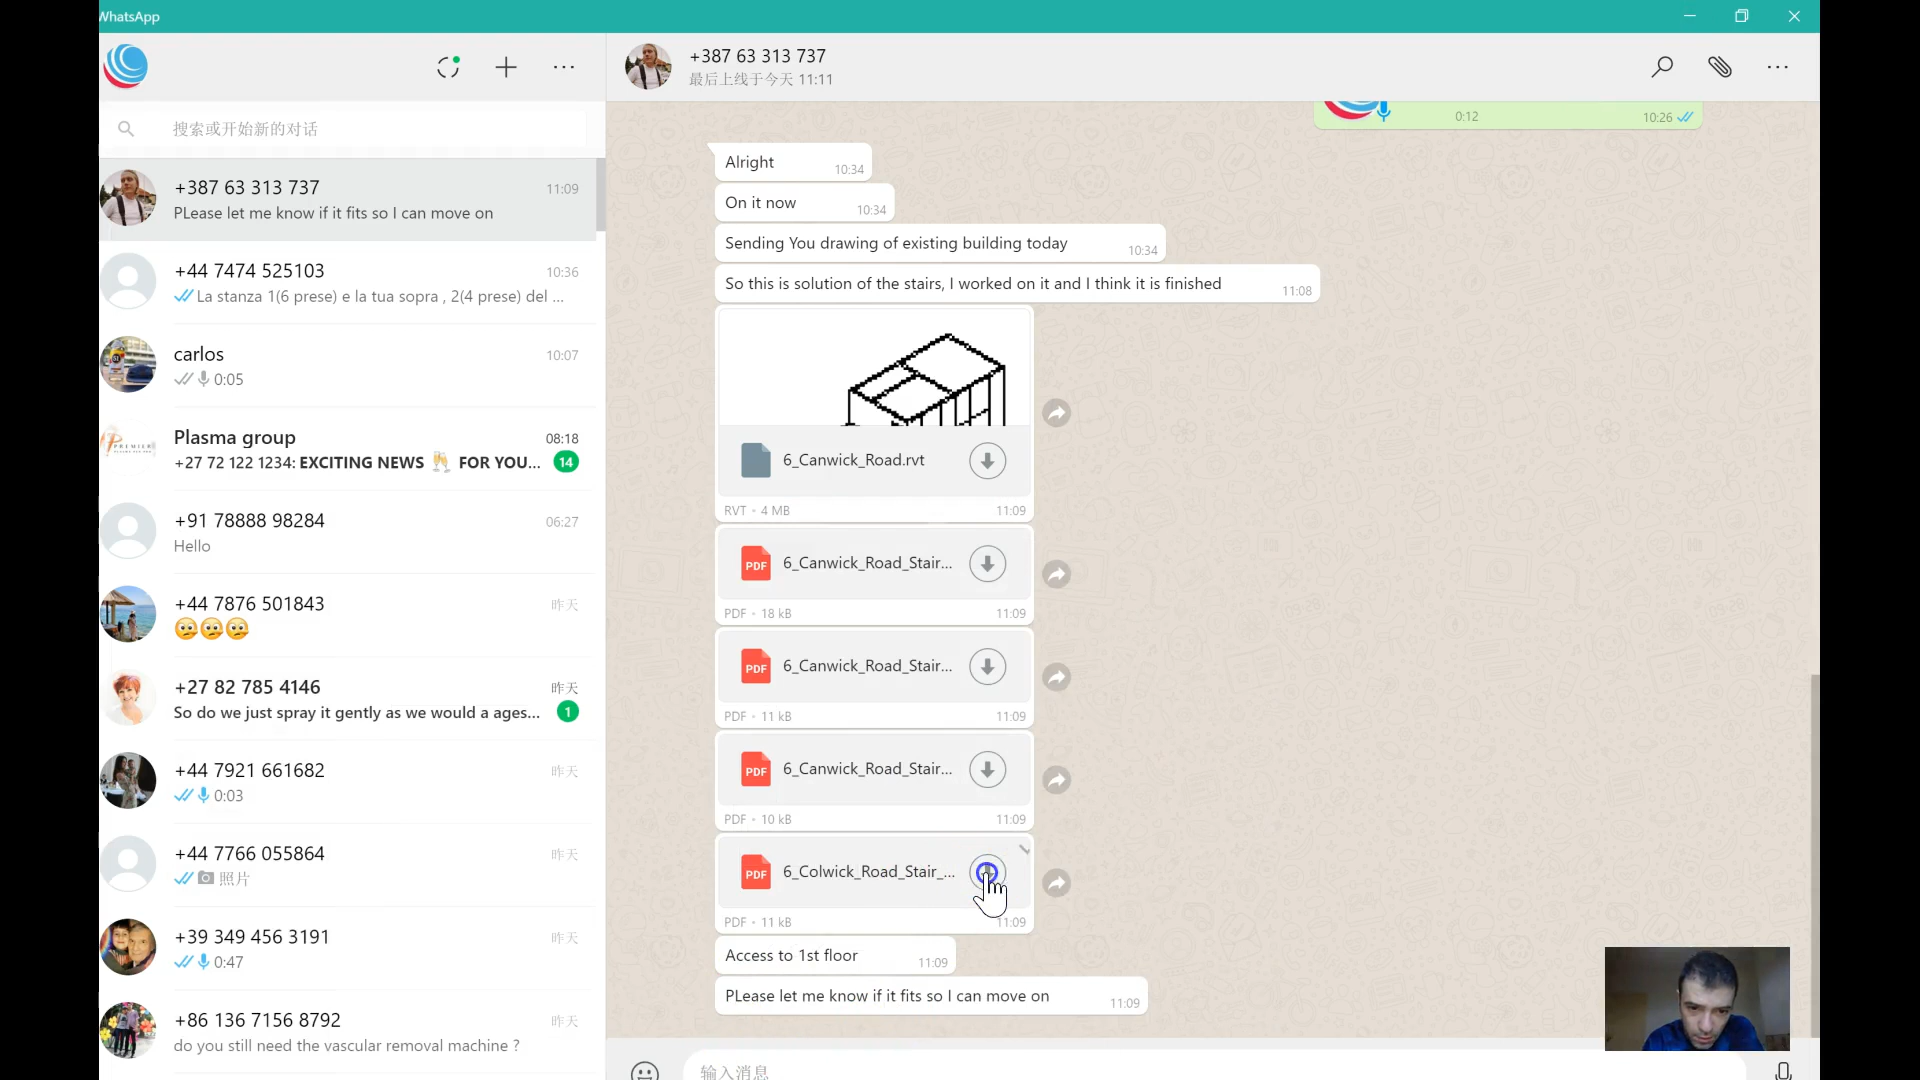 WhatsApp
+387 63 313 737
最后上线于今天 11:11
搜索或开始新的对话
+387 63 313 737
11:09
PLease let me know if it fits so I can move on
+44 7474 525103
10:36
La stanza 1(6 prese) e la tua sopra , 2(4 prese) del ...
carlos
10:07
0:05
Plasma group
08:18
+27 72 122 1234: EXCITING NEWS 🥂 FOR YOU...
14
+91 78888 98284
06:27
Hello
+44 7876 501843
昨天
+27 82 785 4146
昨天
So do we just spray it gently as we would a ages...
1
+44 7921 661682
昨天
0:03
+44 7766 055864
昨天
照片
+39 349 456 3191
昨天
0:47
+86 136 7156 8792
昨天
do you still need the vascular removal machine ?
0:12
10:26
Alright
10:34
On it now
10:34
Sending You drawing of existing building today
10:34
So this is solution of the stairs, I worked on it and I think it is finished
11:08
6_Canwick_Road.rvt
RVT • 4 MB
11:09
PDF
6_Canwick_Road_Stair...
PDF • 18 kB
11:09
PDF
6_Canwick_Road_Stair...
PDF • 11 kB
11:09
PDF
6_Canwick_Road_Stair...
PDF • 10 kB
11:09
PDF
6_Colwick_Road_Stair_...
PDF • 11 kB
11:09
Access to 1st floor
11:09
PLease let me know if it fits so I can move on
11:09
输入消息